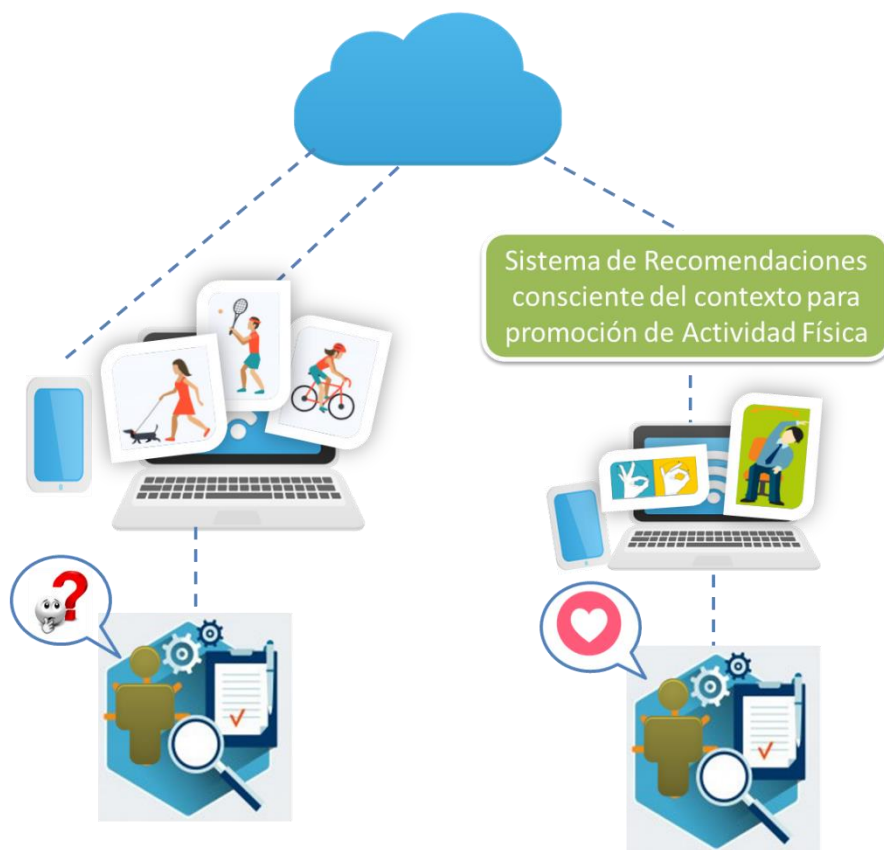 Sistema de Recomendaciones
consciente del contexto para
promoción de Actividad Física
?